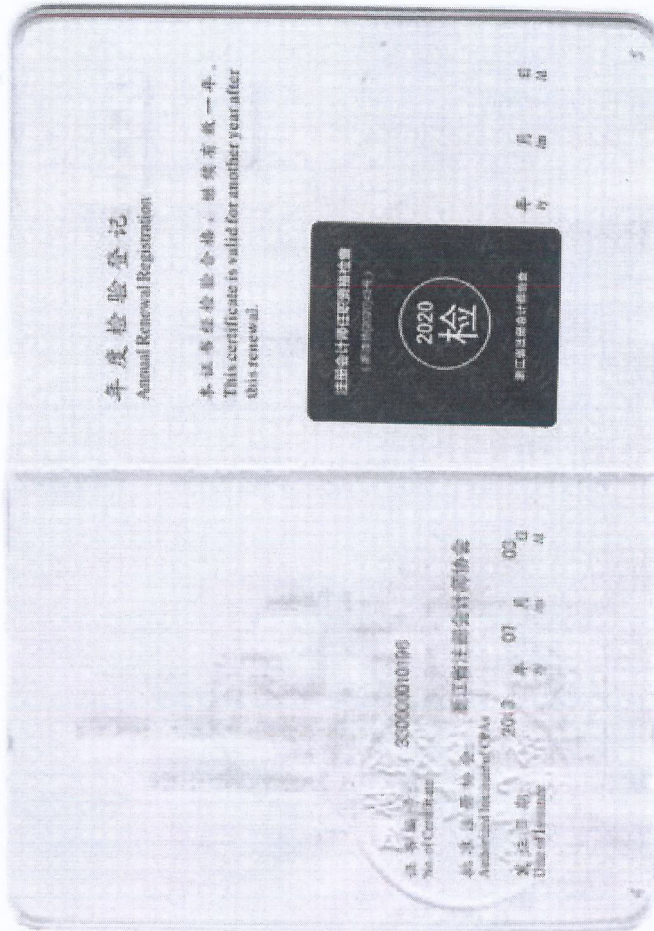 年度检验登记
Annual Renewal Registration
本证书经检验合格，继续有效一年。
This certificate is valid for another year after
this renewal.
注册会计师任职资格检查
2020
检
浙江省注册会计师协会
年 月 日
/y /m /d
5
证书编号:
No. of Certificate
330000010196
批准注册协会:
Authorized Institute of CPAs
浙江省注册会计师协会
发证日期:
Date of Issuance
2013 年 07 月 03 日
/y /m /d
4